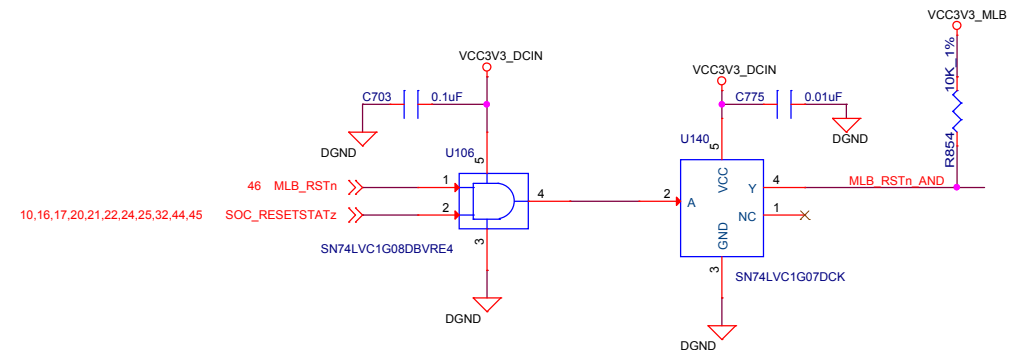 VCC3V3_MLB
VCC3V3_DCIN
VCC3V3_DCIN
10K_1%
C703
0.1uF
C775
0.01uF
DGND
DGND
R854
U106
5
U140
5
46 MLB_RSTn
1
VCC
Y
4
MLB_RSTn_AND
4
2
A
10,16,17,20,21,22,24,25,32,44,45 SOC_RESETSTATz
2
NC
1
GND
3
SN74LVC1G08DBVRE4
3
SN74LVC1G07DCK
DGND
DGND